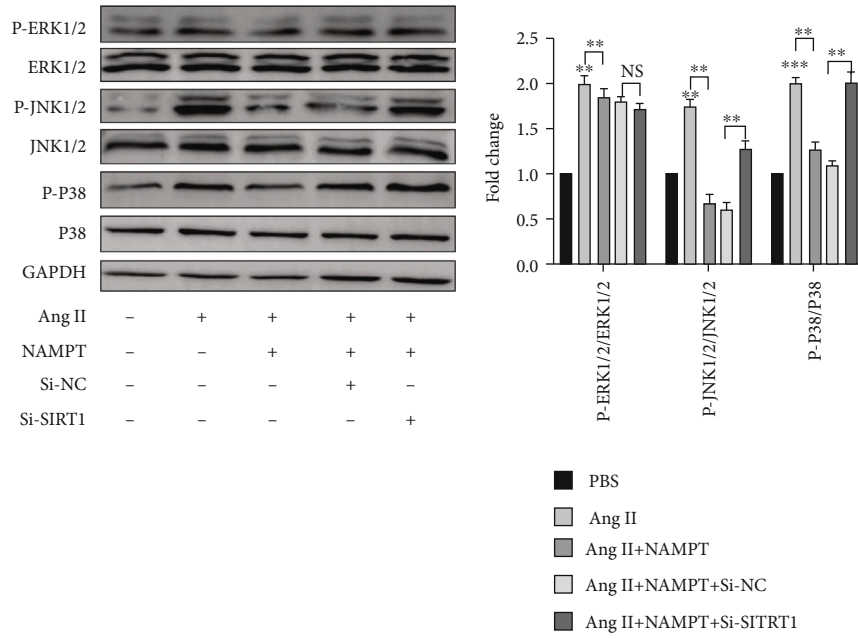 P-ERK1/2
ERK1/2
P-JNK1/2
JNK1/2
P-P38
P38
GAPDH
Ang II – + + + +
NAMPT – – + + +
Si-NC – – – + –
Si-SIRT1 – – – – +
Fold change
2.5
2.0
1.5
1.0
0.5
0.0
** ** NS
** ** **
*** ** **
P-ERK1/2/ERK1/2
P-JNK1/2/JNK1/2
P-P38/P38
PBS
Ang II
Ang II+NAMPT
Ang II+NAMPT+Si-NC
Ang II+NAMPT+Si-SITRT1